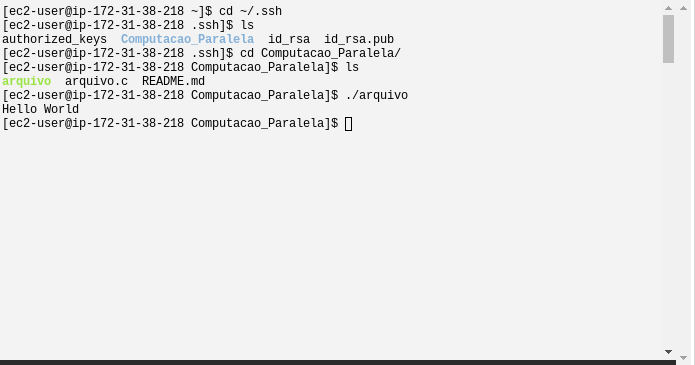 [ec2-user@ip-172-31-38-218 ~]$ cd ~/.ssh
[ec2-user@ip-172-31-38-218 .ssh]$ ls
authorized_keys  Computacao_Paralela  id_rsa  id_rsa.pub
[ec2-user@ip-172-31-38-218 .ssh]$ cd Computacao_Paralela/
[ec2-user@ip-172-31-38-218 Computacao_Paralela]$ ls
arquivo  arquivo.c  README.md
[ec2-user@ip-172-31-38-218 Computacao_Paralela]$ ./arquivo
Hello World
[ec2-user@ip-172-31-38-218 Computacao_Paralela]$